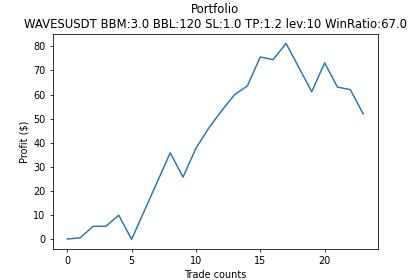 Portfolio
WAVESUSDT BBM:3.0 BBL:120 SL:1.0 TP:1.2 lev:10 WinRatio:67.0
80
70
60
50
40
30
20
10
0
Profit ($)
0 5 10 15 20
Trade counts